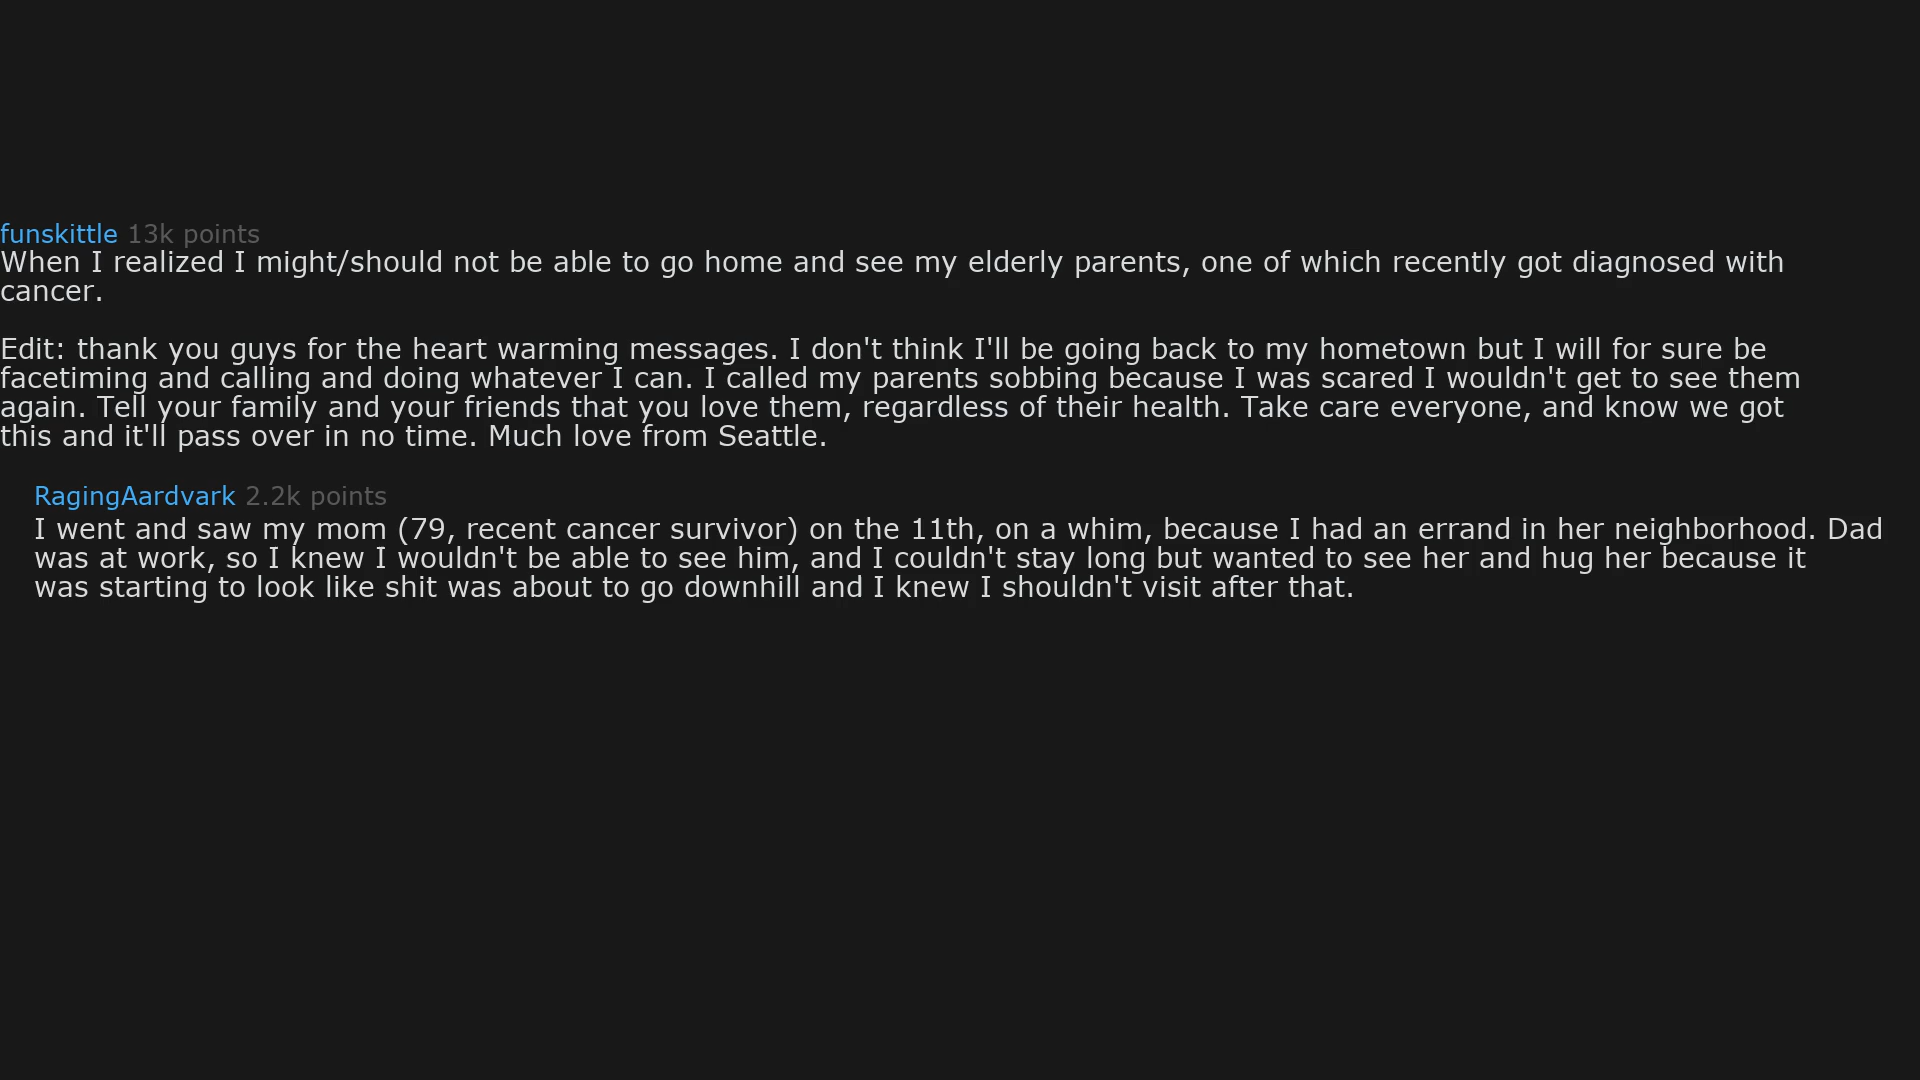 funskittle 13k points
When I realized I might/should not be able to go home and see my elderly parents, one of which recently got diagnosed with
cancer.
Edit: thank you guys for the heart warming messages. I don't think I'll be going back to my hometown but I will for sure be
facetiming and calling and doing whatever I can. I called my parents sobbing because I was scared I wouldn't get to see them
again. Tell your family and your friends that you love them, regardless of their health. Take care everyone, and know we got
this and it'll pass over in no time. Much love from Seattle.
RagingAardvark 2.2k points
I went and saw my mom (79, recent cancer survivor) on the 11th, on a whim, because I had an errand in her neighborhood. Dad
was at work, so I knew I wouldn't be able to see him, and I couldn't stay long but wanted to see her and hug her because it
was starting to look like shit was about to go downhill and I knew I shouldn't visit after that.